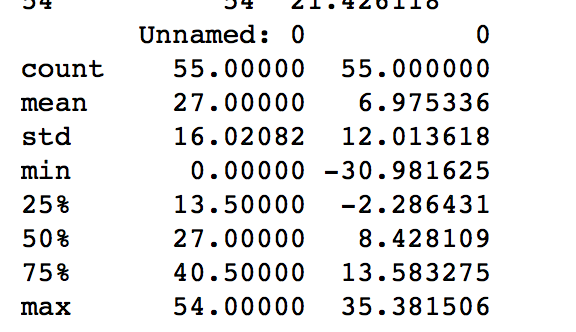 54 54 21.426118
Unnamed: 0 0
count 55.00000 55.000000
mean 27.00000 6.975336
std 16.02082 12.013618
min 0.00000 -30.981625
25% 13.50000 -2.286431
50% 27.00000 8.428109
75% 40.50000 13.583275
max 54.00000 35.381506